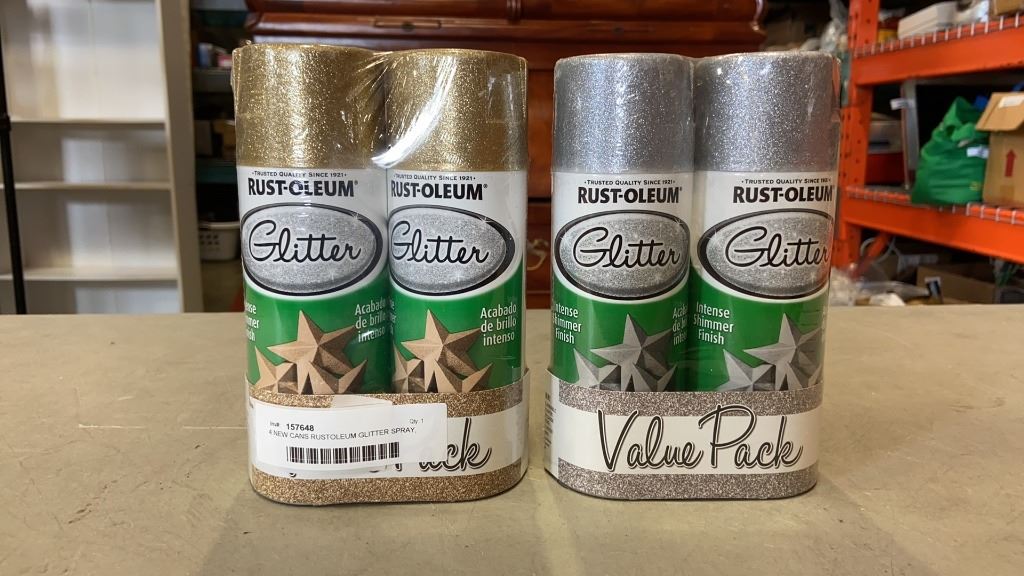 • TRUSTED QUALITY SINCE 1921 •
RUST-OLEUM®
Glitter
Acabado
de brillo
intenso
• TRUSTED QUALITY SINCE 1921 •
RUST-OLEUM®
Glitter
Acabado
de brillo
intenso
Qty: 1
157648
4 NEW CANS RUSTOLEUM GLITTER SPRAY,
Pack
• TRUSTED QUALITY SINCE 1921 •
RUST-OLEUM®
Glitter
Intense
Shimmer
Finish
• TRUSTED QUALITY SINCE
RUST-OLEUM
Glitter
Intense
Shimmer
Finish
Value Pack